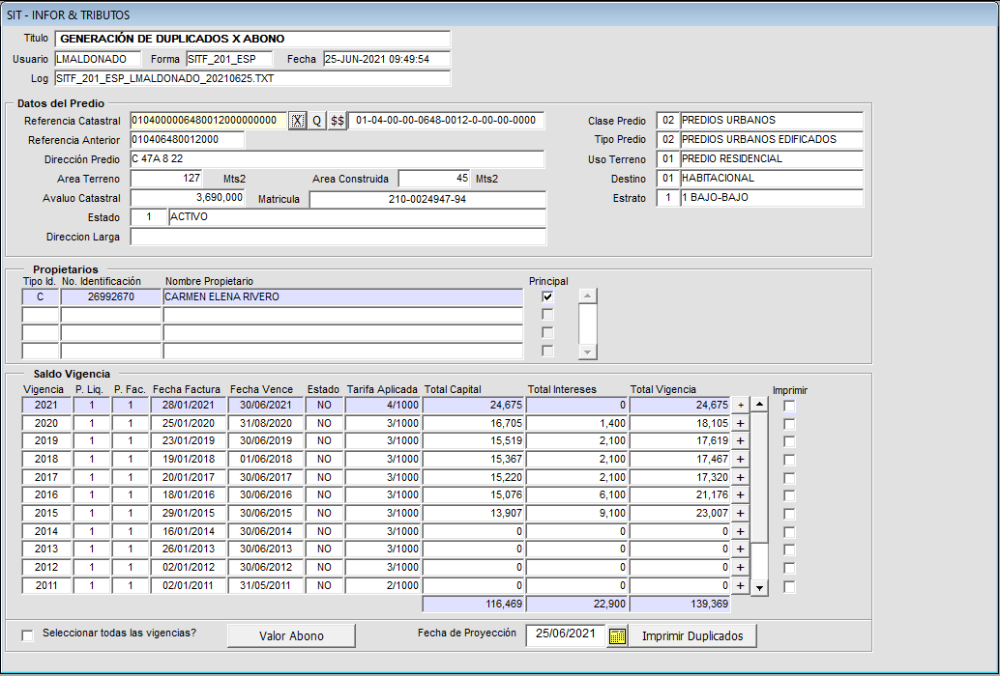 SIT - INFOR & TRIBUTOS
Titulo GENERACIÓN DE DUPLICADOS X ABONO
Usuario LMALDONADO Forma SITF_201_ESP Fecha 25-JUN-2021 09:49:54
Log SITF_201_ESP_LMALDONADO_20210625.TXT
Datos del Predio
Referencia Catastral 0104000006480012000000000 X Q $$ 01-04-00-00-0648-0012-0-00-00-0000 Clase Predio 02 PREDIOS URBANOS
Referencia Anterior 010406480012000 Tipo Predio 02 PREDIOS URBANOS EDIFICADOS
Dirección Predio C 47A 8 22 Uso Terreno 01 PREDIO RESIDENCIAL
Area Terreno 127 Mts2 Area Construida 45 Mts2 Destino 01 HABITACIONAL
Avaluo Catastral 3,690,000 Matricula 210-0024947-94 Estrato 1 1 BAJO-BAJO
Estado 1 ACTIVO
Direccion Larga
Propietarios
Tipo Id. No. Identificación Nombre Propietario Principal
C 26992670 CARMEN ELENA RIVERO
Saldo Vigencia
Vigencia P. Liq. P. Fac. Fecha Factura Fecha Vence Estado Tarifa Aplicada Total Capital Total Intereses Total Vigencia Imprimir
2021 1 1 28/01/2021 30/06/2021 NO 4/1000 24,675 0 24,675 +
2020 1 1 25/01/2020 31/08/2020 NO 3/1000 16,705 1,400 18,105 +
2019 1 1 23/01/2019 30/06/2019 NO 3/1000 15,519 2,100 17,619 +
2018 1 1 19/01/2018 01/06/2018 NO 3/1000 15,367 2,100 17,467 +
2017 1 1 20/01/2017 30/06/2017 NO 3/1000 15,220 2,100 17,320 +
2016 1 1 18/01/2016 30/06/2016 NO 3/1000 15,076 6,100 21,176 +
2015 1 1 29/01/2015 30/06/2015 NO 3/1000 13,907 9,100 23,007 +
2014 1 1 16/01/2014 30/06/2014 NO 3/1000 0 0 0 +
2013 1 1 26/01/2013 30/06/2013 NO 3/1000 0 0 0 +
2012 1 1 02/01/2012 30/06/2012 NO 3/1000 0 0 0 +
2011 1 1 02/01/2011 31/05/2011 NO 2/1000 0 0 0 +
116,469 22,900 139,369
Seleccionar todas las vigencias? Valor Abono Fecha de Proyección 25/06/2021 Imprimir Duplicados